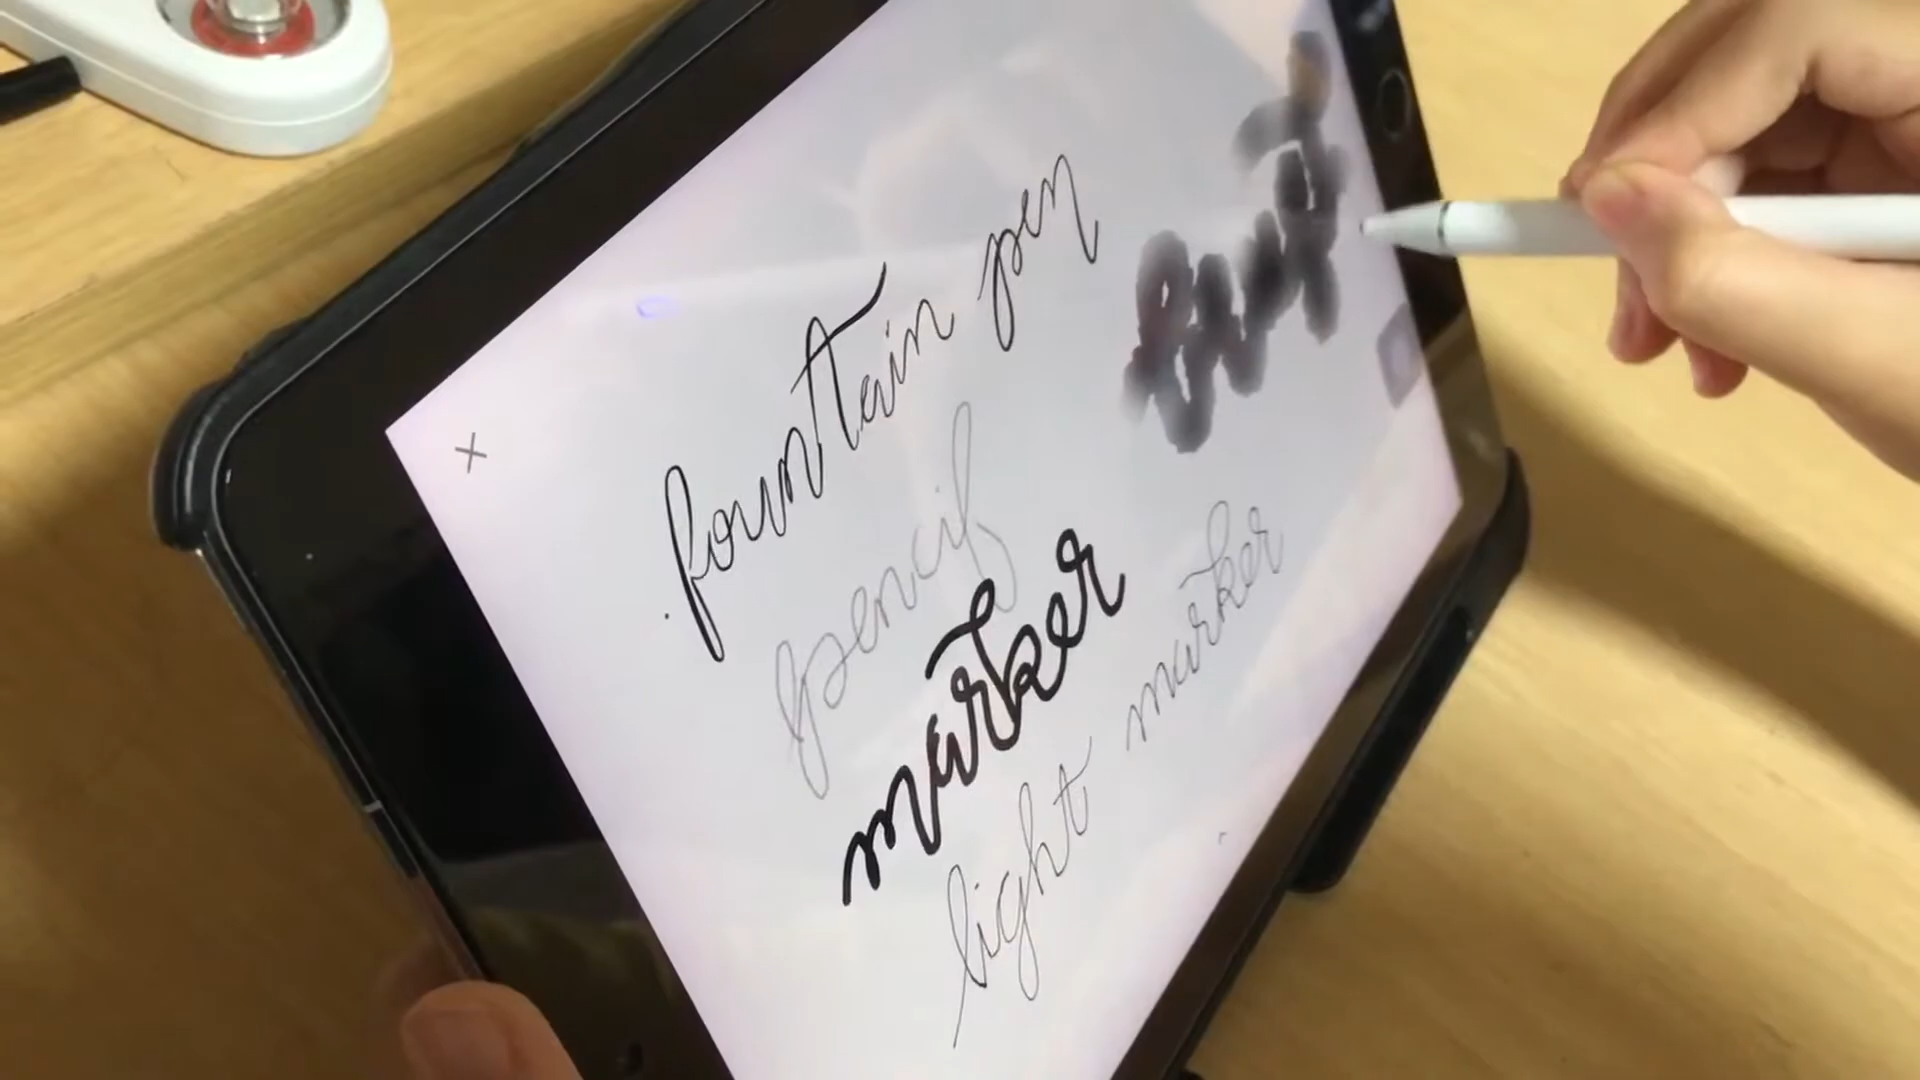 fountain pen
pencil
marker
light marker